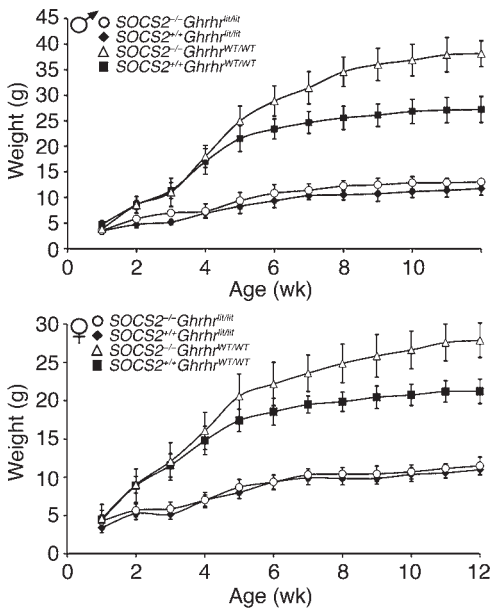 ♂ ○ SOCS2⁻/⁻Ghrhrˡⁱᵗ/ˡⁱᵗ
◆ SOCS2⁺/⁺Ghrhrˡⁱᵗ/ˡⁱᵗ
△ SOCS2⁻/⁻Ghrhrᵂᵀ/ᵂᵀ
■ SOCS2⁺/⁺Ghrhrᵂᵀ/ᵂᵀ
Weight (g)
45
40
35
30
25
20
15
10
5
0
0 2 4 6 8 10
Age (wk)
♀ ○ SOCS2⁻/⁻Ghrhrˡⁱᵗ/ˡⁱᵗ
◆ SOCS2⁺/⁺Ghrhrˡⁱᵗ/ˡⁱᵗ
△ SOCS2⁻/⁻Ghrhrᵂᵀ/ᵂᵀ
■ SOCS2⁺/⁺Ghrhrᵂᵀ/ᵂᵀ
Weight (g)
30
25
20
15
10
5
0
0 2 4 6 8 10 12
Age (wk)